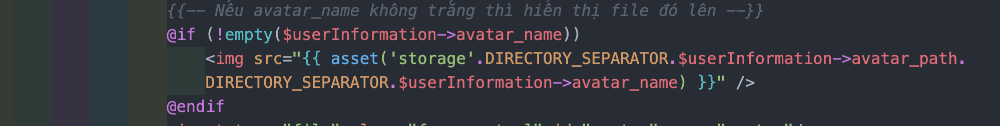 {{-- Nếu avatar_name không trắng thì hiển thị file đó lên --}}
@if (!empty($userInformation->avatar_name))
<img src="{{ asset('storage'.DIRECTORY_SEPARATOR.$userInformation->avatar_path.
DIRECTORY_SEPARATOR.$userInformation->avatar_name) }}" />
@endif